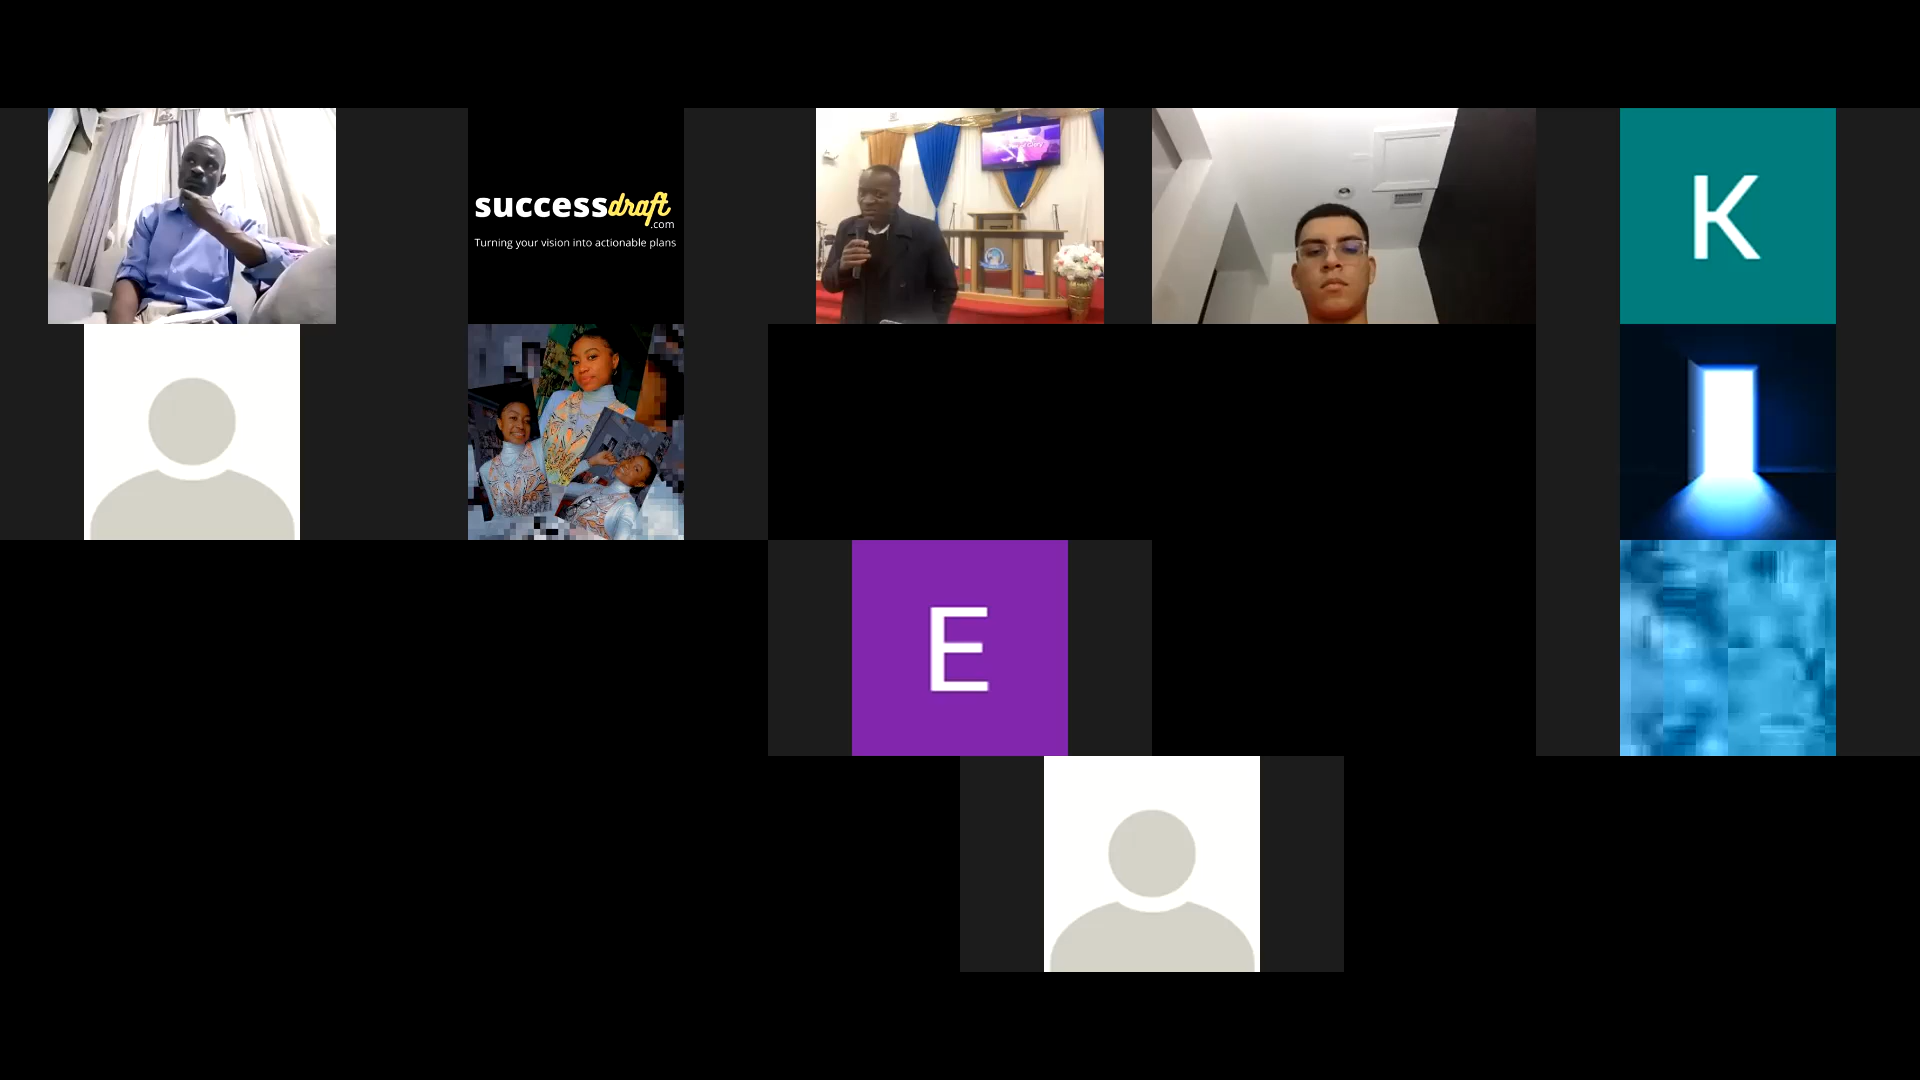 successdraft
.com
Turning your vision into actionable plans
K
E